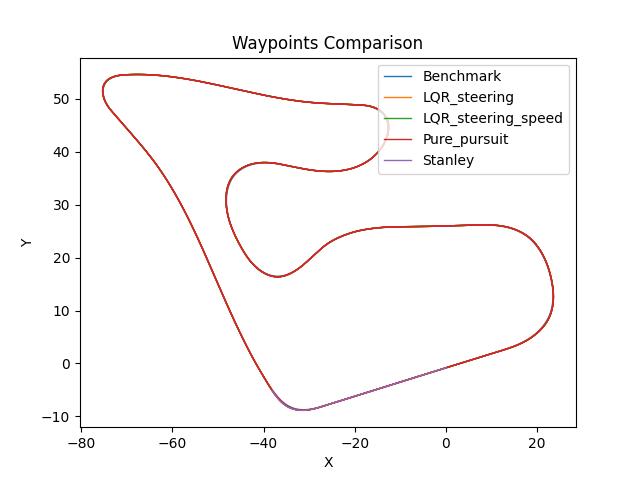 Waypoints Comparison
Benchmark
LQR_steering
LQR_steering_speed
Pure_pursuit
Stanley
50
40
30
20
10
0
−10
Y
−80
−60
−40
−20
0
20
X